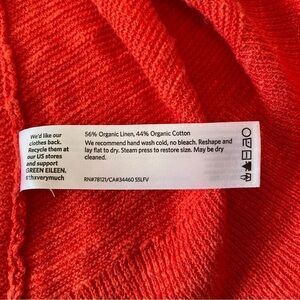 We'd like our
clothes back.
Recycle them at
our US stores
and support
GREEN EILEEN.
56% Organic Linen, 44% Organic Cotton
We recommend hand wash cold, no bleach. Reshape and
lay flat to dry. Steam press to restore size. May be dry
cleaned.
RN#78121/CA#34460 S5LFV